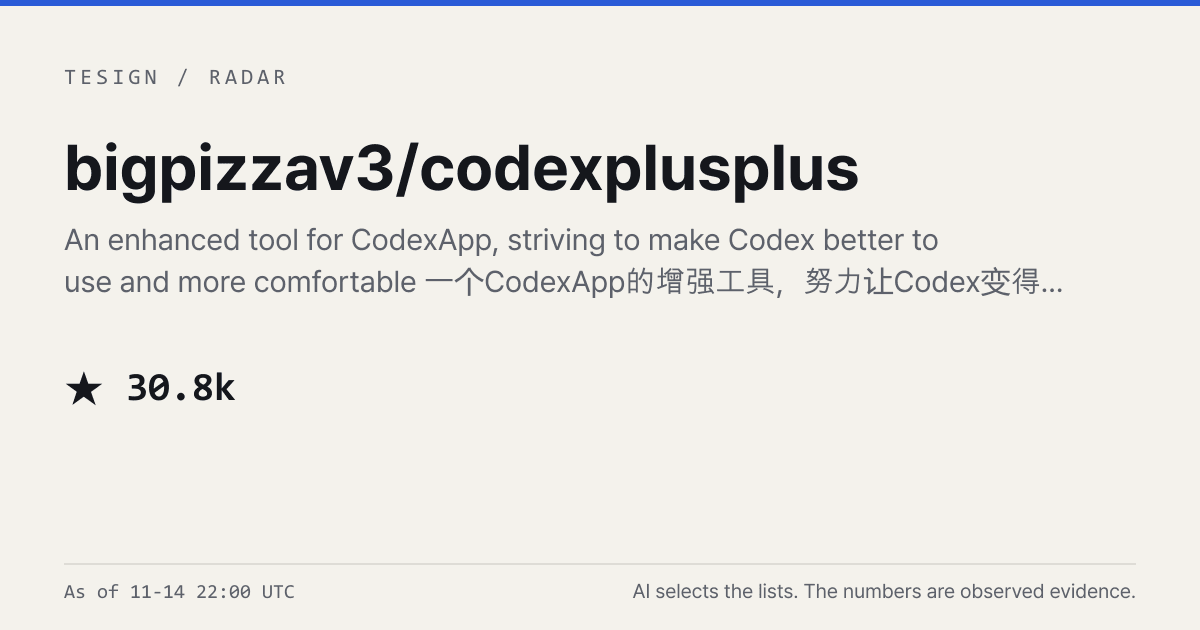 TESIGN / RADAR
bigpizzav3/codexplusplus
An enhanced tool for CodexApp, striving to make Codex better to
use and more comfortable 一个CodexApp的增强工具，努力让Codex变得…
★ 30.8k
As of 11-14 22:00 UTC
AI selects the lists. The numbers are observed evidence.